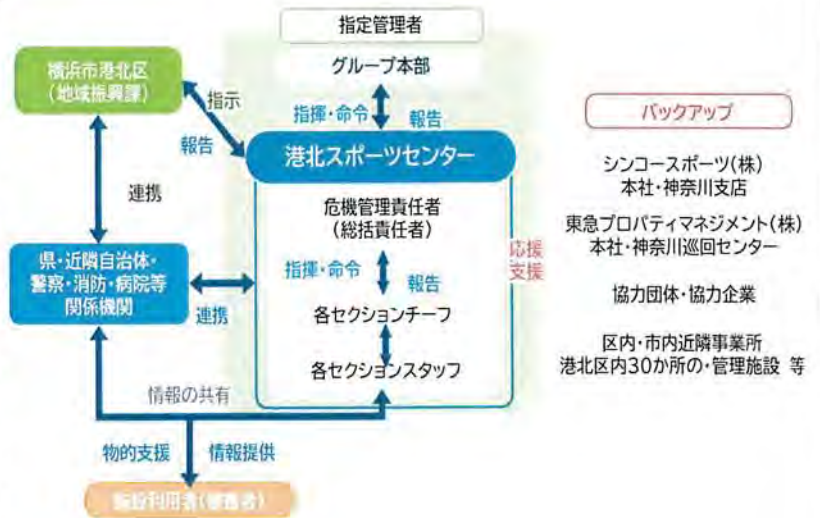 指定管理者
グループ本部
指揮・命令
報告
横浜市港北区
（地域振興課）
指示
報告
連携
港北スポーツセンター
危機管理責任者
（総括責任者）
指揮・命令
報告
各セクションチーフ
各セクションスタッフ
応援
支援
県・近隣自治体・
警察・消防・病院等
関係機関
連携
情報の共有
物的支援
情報提供
施設利用者(被害者)
バックアップ
シンコースポーツ(株)
本社・神奈川支店
東急プロパティマネジメント(株)
本社・神奈川巡回センター
協力団体・協力企業
区内・市内近隣事業所
港北区内30か所の・管理施設 等